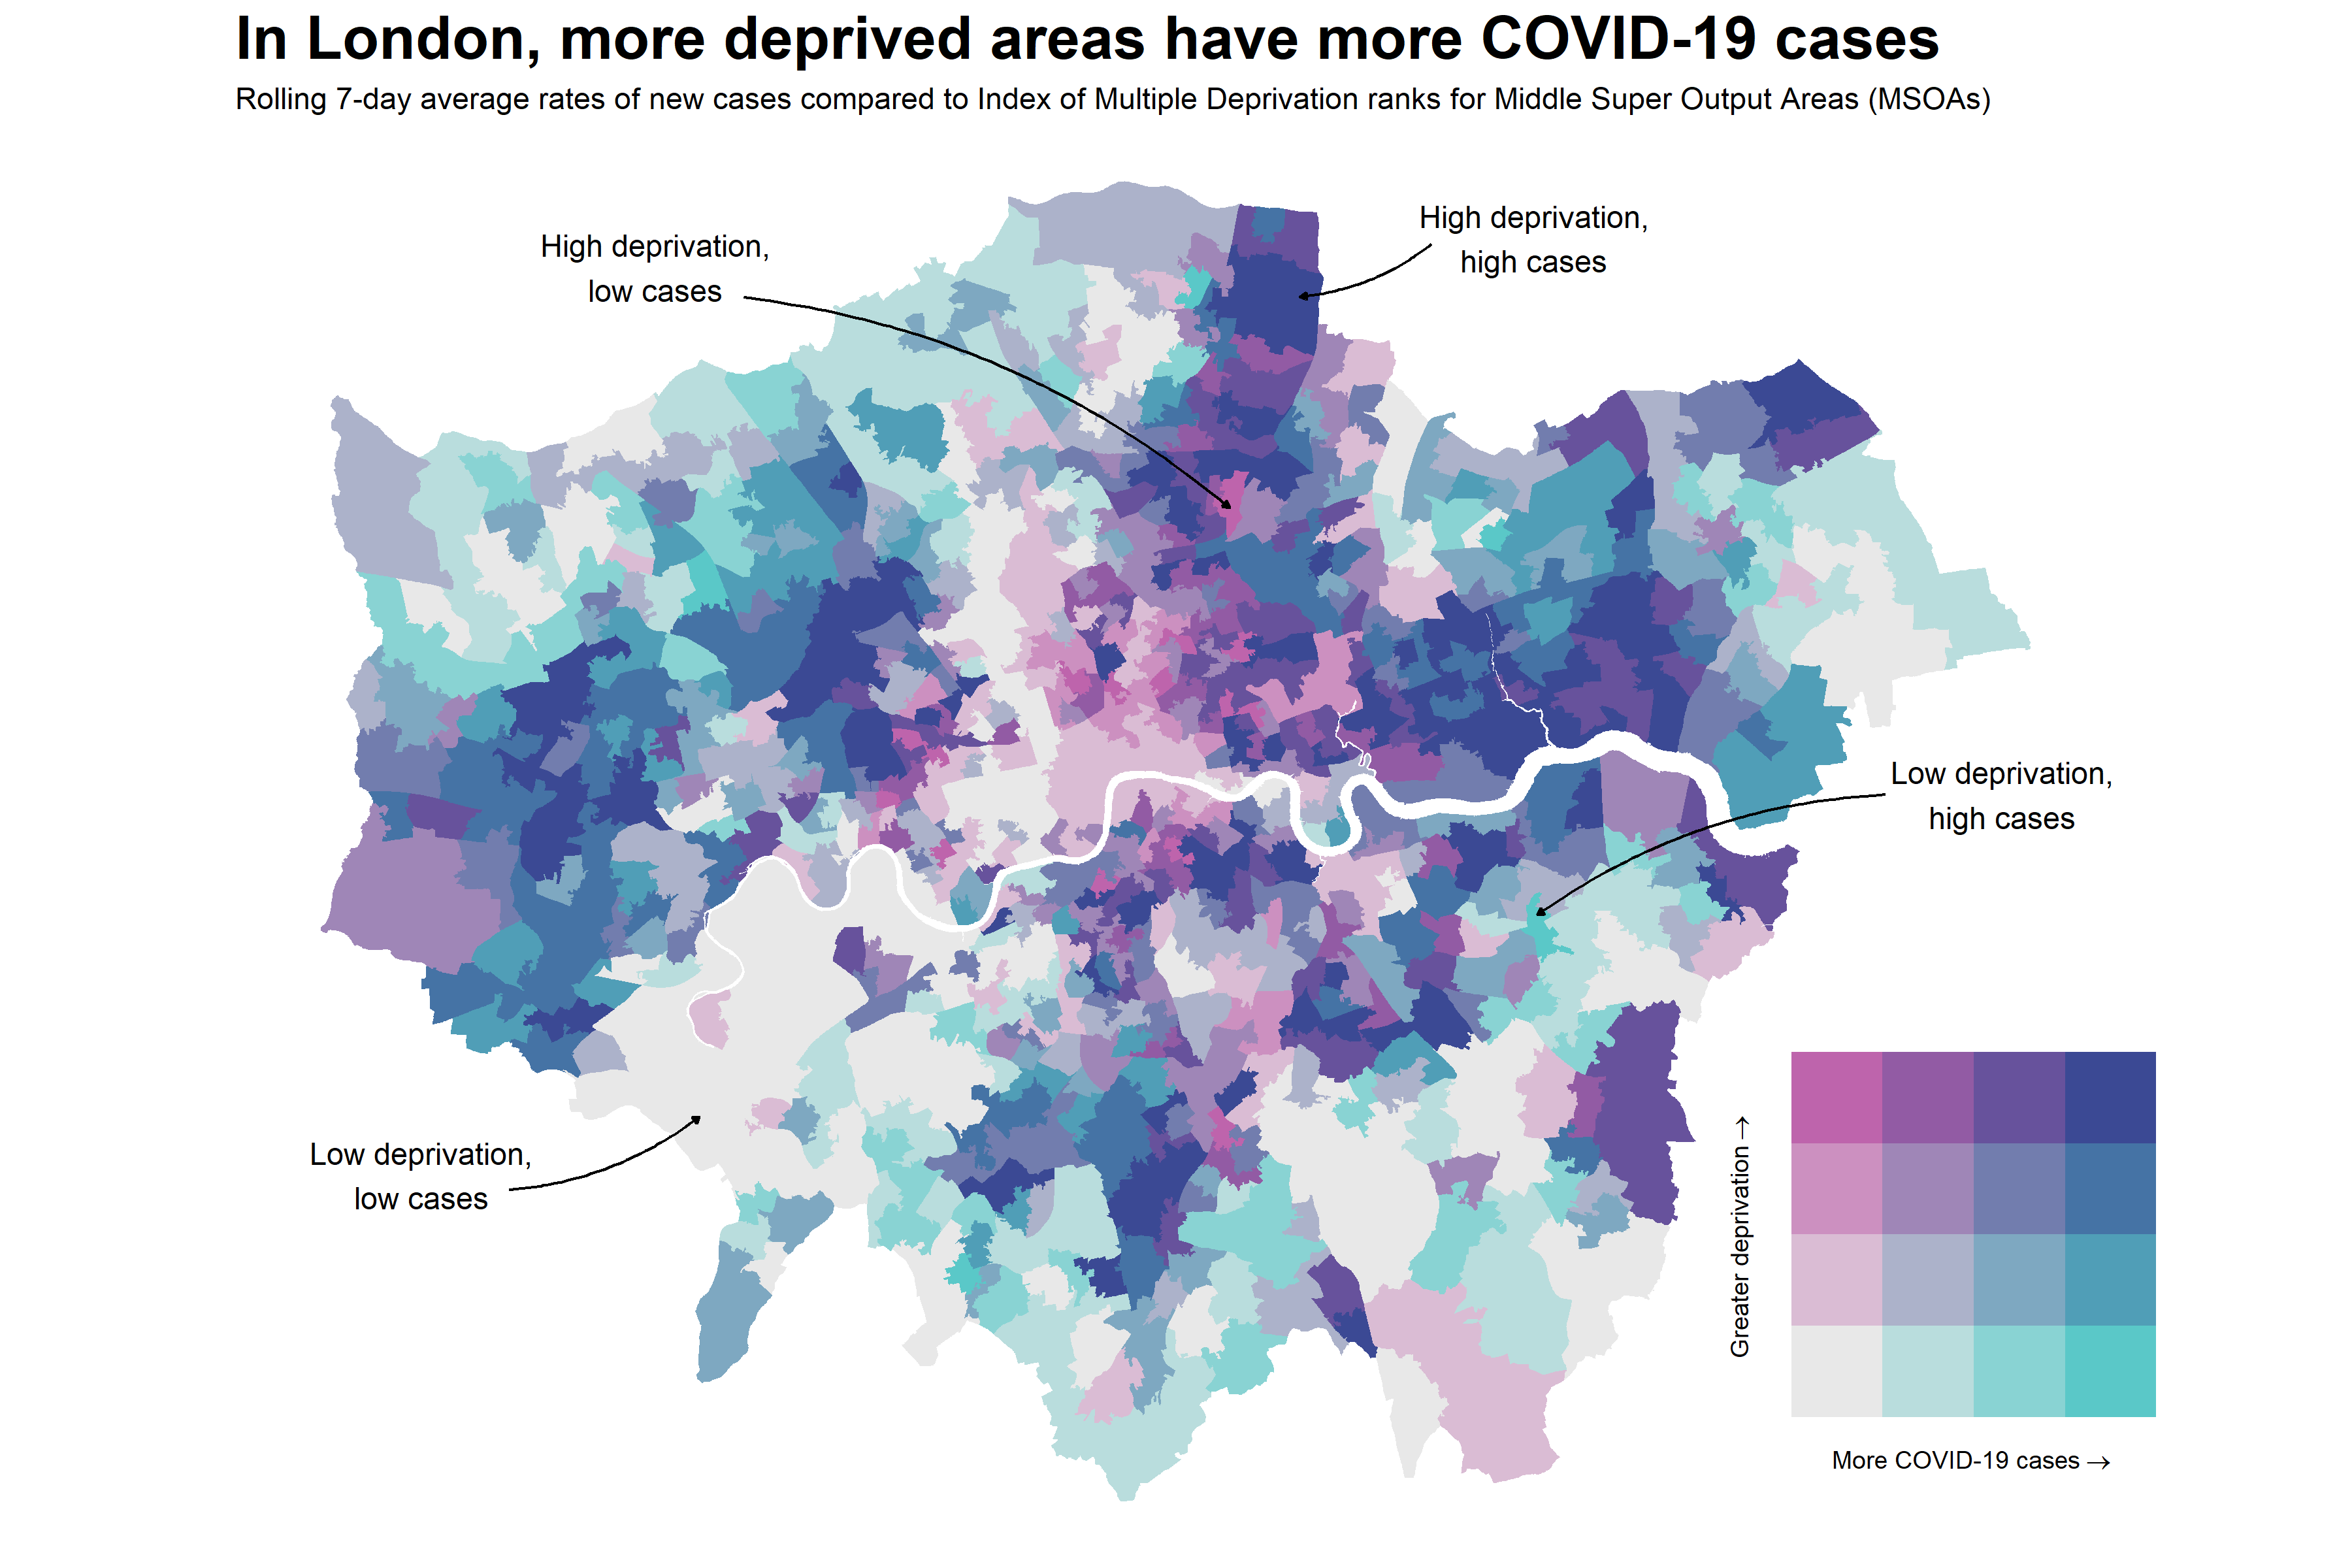 In London, more deprived areas have more COVID-19 cases
Rolling 7-day average rates of new cases compared to Index of Multiple Deprivation ranks for Middle Super Output Areas (MSOAs)
High deprivation,
low cases
High deprivation,
high cases
Low deprivation,
high cases
Low deprivation,
low cases
Greater deprivation →
More COVID-19 cases →